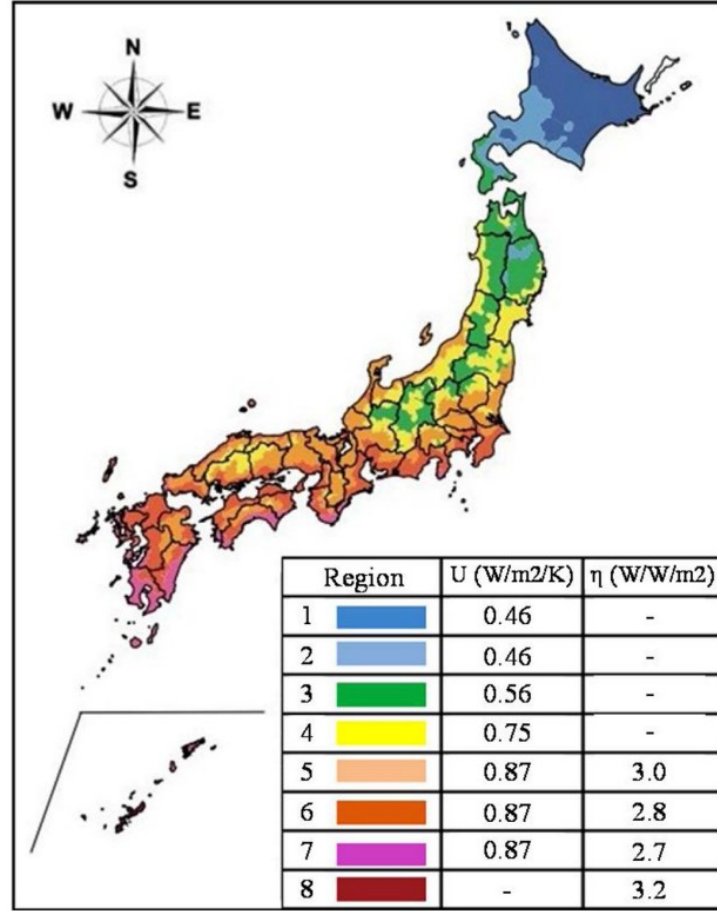 N
W E
S
Region U (W/m2/K) η (W/W/m2)
1 0.46 -
2 0.46 -
3 0.56 -
4 0.75 -
5 0.87 3.0
6 0.87 2.8
7 0.87 2.7
8 - 3.2